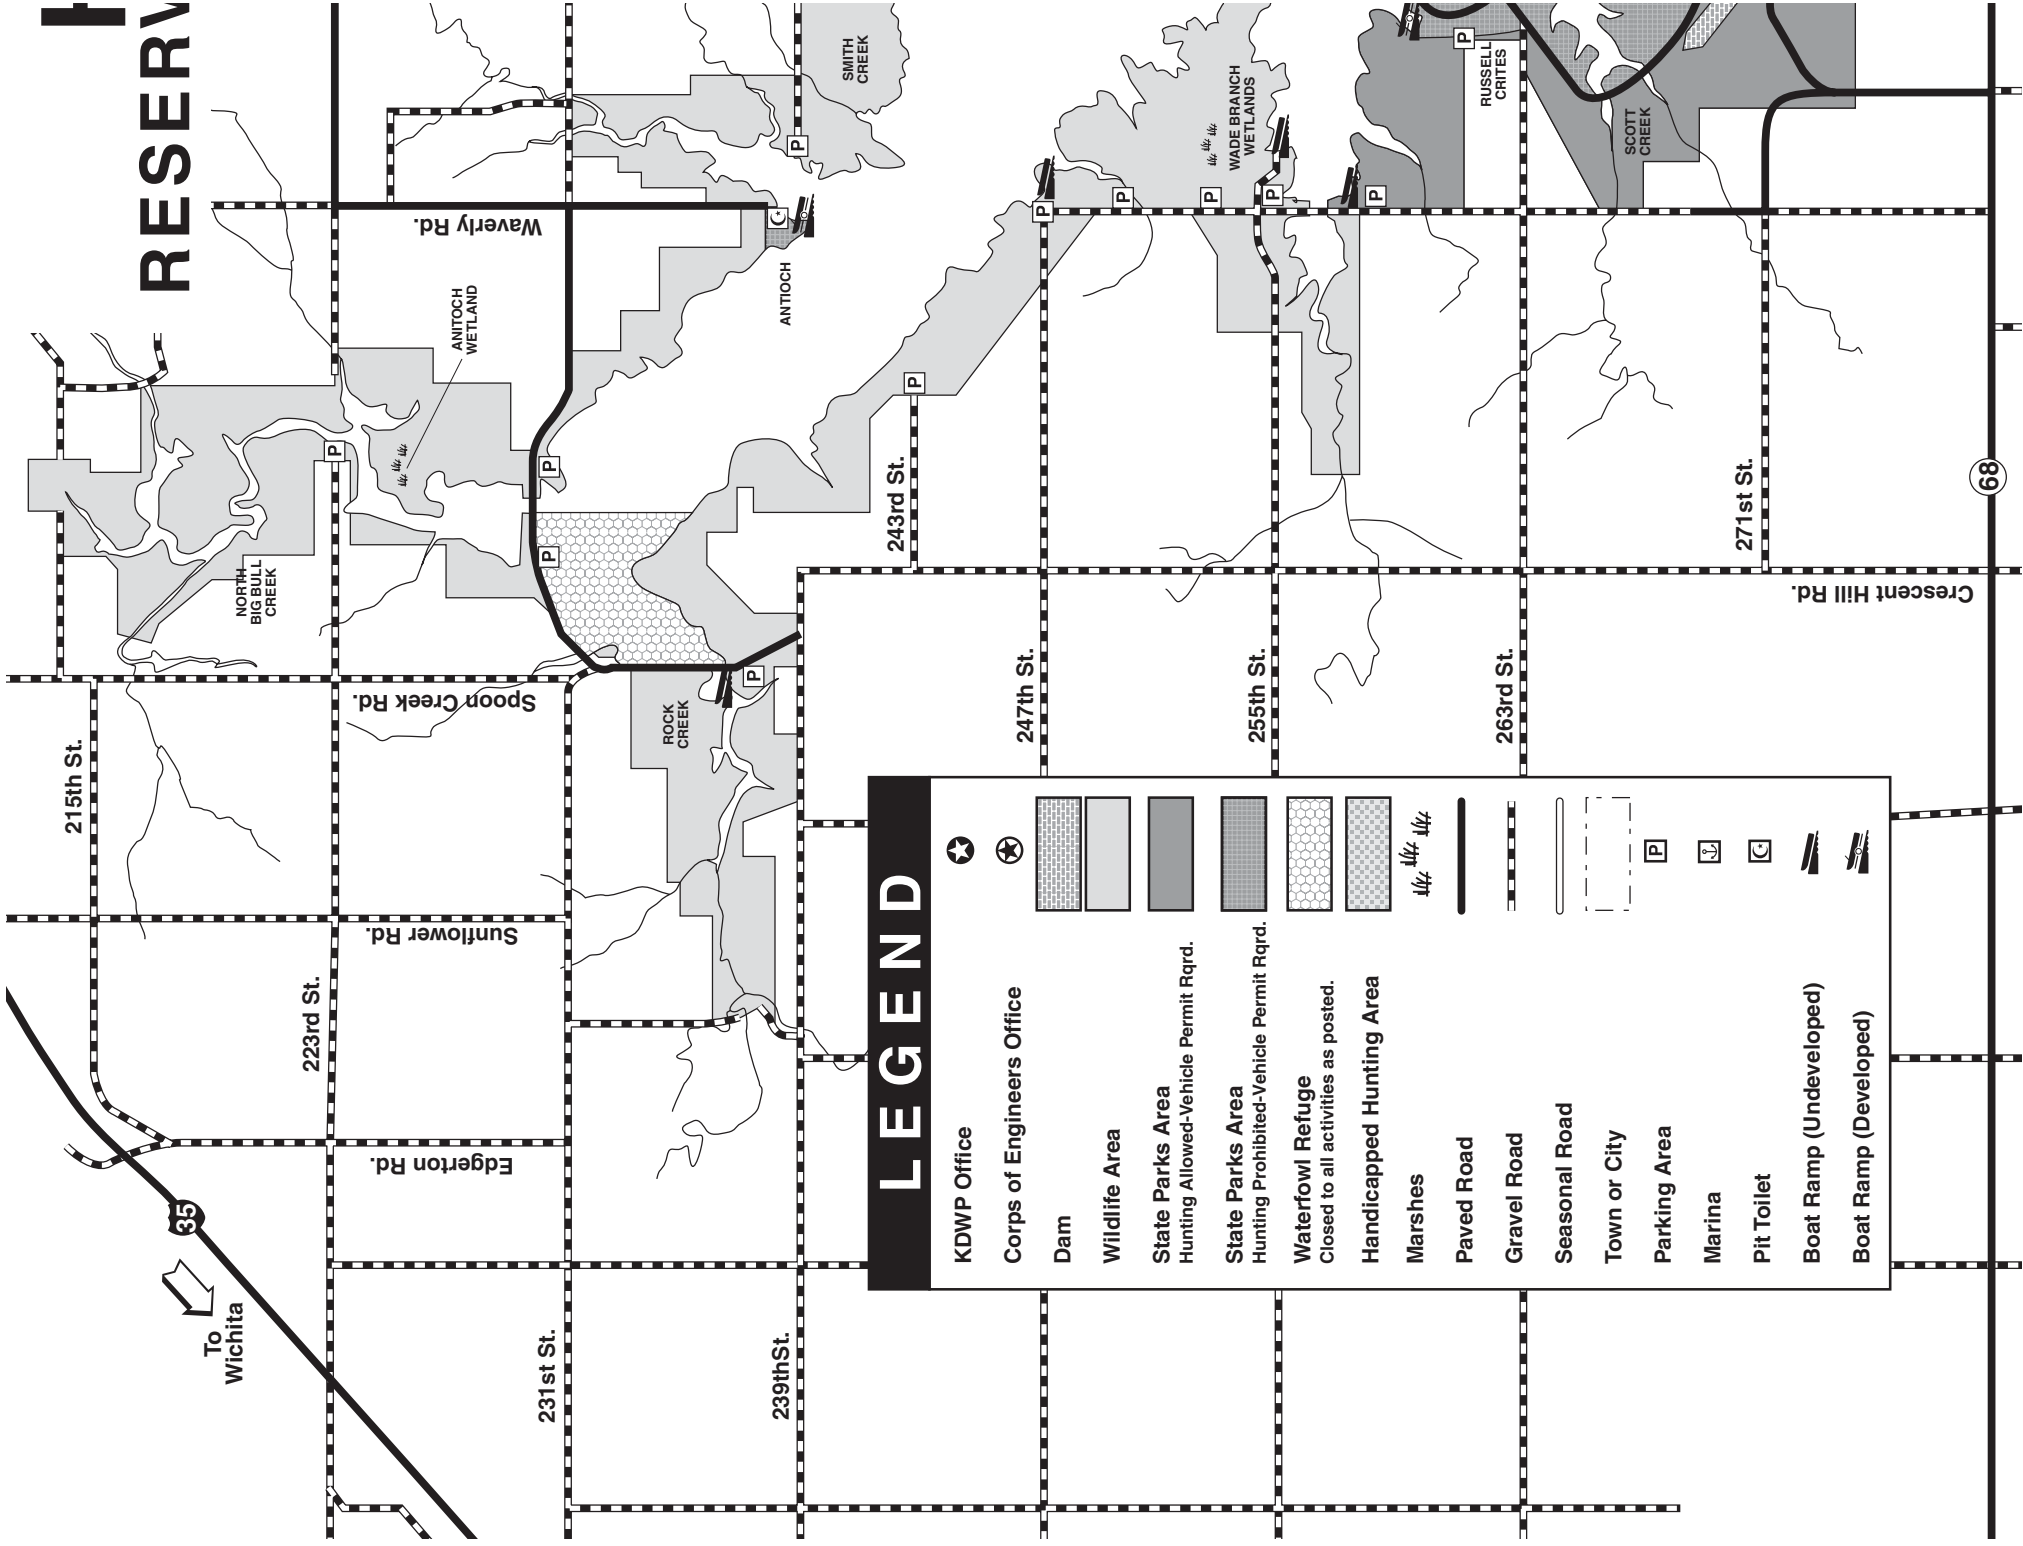 H
RESERV
SMITH
CREEK
WADE BRANCH
WETLANDS
RUSSELL
CRITES
SCOTT
CREEK
Waverly Rd.
ANTIOCH
ANITOCH
WETLAND
NORTH
BIG BULL
CREEK
ROCK
CREEK
Spoon Creek Rd.
Crescent Hill Rd.
Sunflower Rd.
Edgerton Rd.
215th St.
223rd St.
231st St.
239thSt.
243rd St.
247th St.
255th St.
263rd St.
271st St.
68
35
To
Wichita
P
P
P
P
P
P
P
P
P
P
P
P
P
LEGEND
KDWP Office
Corps of Engineers Office
Dam
Wildlife Area
State Parks Area
Hunting Allowed-Vehicle Permit Rqrd.
State Parks Area
Hunting Prohibited-Vehicle Permit Rqrd.
Waterfowl Refuge
Closed to all activities as posted.
Handicapped Hunting Area
Marshes
Paved Road
Gravel Road
Seasonal Road
Town or City
Parking Area
P
Marina
Pit Toilet
Boat Ramp (Undeveloped)
Boat Ramp (Developed)